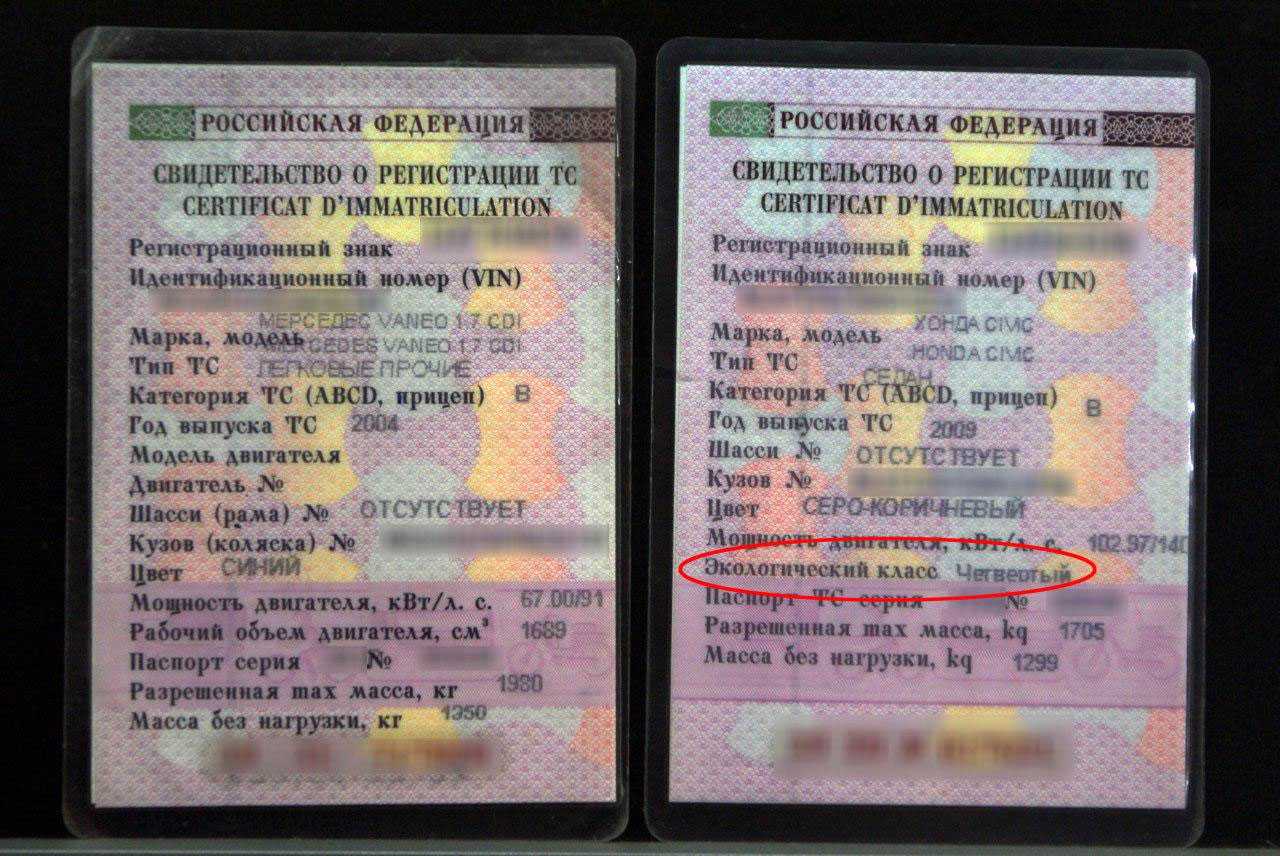 РОССИЙСКАЯ ФЕДЕРАЦИЯ
СВИДЕТЕЛЬСТВО О РЕГИСТРАЦИИ ТС
CERTIFICAT D'IMMATRICULATION
Регистрационный знак
Идентификационный номер (VIN)
МЕРСЕДЕС VANEO 1.7 CDI
Марка, модель MERCEDES VANEO 1.7 CDI
Тип ТС ЛЕГКОВЫЕ ПРОЧИЕ
Категория ТС (ABCD, прицеп) B
Год выпуска ТС 2004
Модель двигателя
Двигатель №
Шасси (рама) № ОТСУТСТВУЕТ
Кузов (коляска) №
Цвет СИНИЙ
Мощность двигателя, кВт/л. с. 67.00/91
Рабочий объем двигателя, см³ 1689
Паспорт серия №
Разрешенная max масса, кг 1980
Масса без нагрузки, кг 1350
РОССИЙСКАЯ ФЕДЕРАЦИЯ
СВИДЕТЕЛЬСТВО О РЕГИСТРАЦИИ ТС
CERTIFICAT D'IMMATRICULATION
Регистрационный знак
Идентификационный номер (VIN)
ХОНДА CIVIC
Марка, модель HONDA CIVIC
Тип ТС СЕДАН
Категория ТС (ABCD, прицеп) B
Год выпуска ТС 2009
Шасси № ОТСУТСТВУЕТ
Кузов №
Цвет СЕРО-КОРИЧНЕВЫЙ
Мощность двигателя, кВт/л. с. 102.97/140
Экологический класс Четвертый
Паспорт ТС серия №
Разрешенная max масса, kq 1705
Масса без нагрузки, kq 1299